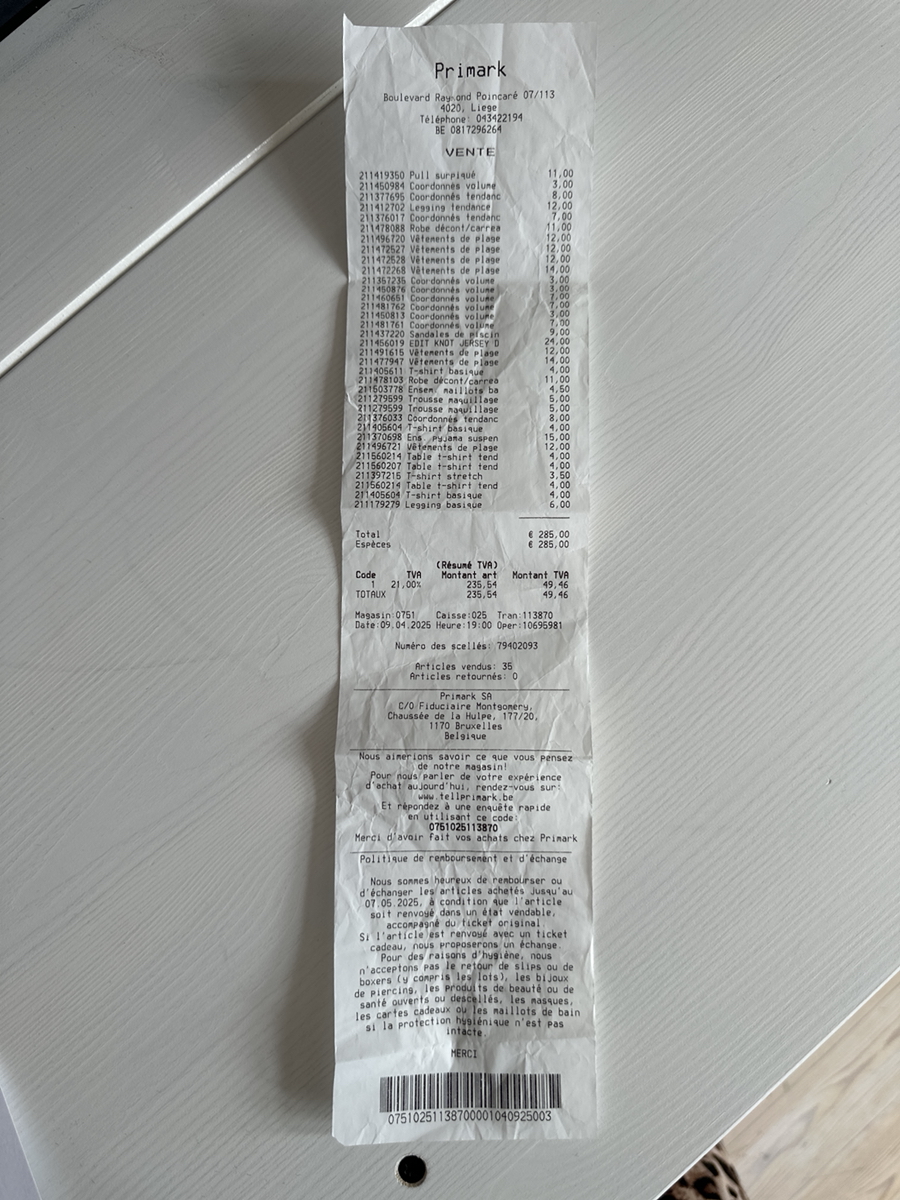 Primark
Boulevard Raymond Poincaré 07/113
4020, Liege
Téléphone: 043422194
BE 0817296264
VENTE
211419350 Pull surpiqué 11,00
211450984 Coordonnés volume 3,00
211377695 Coordonnés tendanc 8,00
211412702 Legging tendance 12,00
211376017 Coordonnés tendanc 7,00
211478088 Robe décont/carrea 11,00
211496720 Vêtements de plage 12,00
211472527 Vêtements de plage 12,00
211472528 Vêtements de plage 12,00
211472268 Vêtements de plage 14,00
211357235 Coordonnés volume 3,00
211450876 Coordonnés volume 3,00
211460651 Coordonnés volume 7,00
211481762 Coordonnés volume 7,00
211450813 Coordonnés volume 3,00
211481761 Coordonnés volume 7,00
211437220 Sandales de piscin 9,00
211456019 EDIT KNOT JERSEY D 24,00
211491615 Vêtements de plage 12,00
211477947 Vêtements de plage 14,00
211405611 T-shirt basique 4,00
211478103 Robe décont/carrea 11,00
211503778 Ensem. maillots ba 4,50
211279599 Trousse maquillage 5,00
211279599 Trousse maquillage 5,00
211376033 Coordonnés tendanc 8,00
211405604 T-shirt basique 4,00
211370698 Ens. pyjama suspen 15,00
211496721 Vêtements de plage 12,00
211560214 Table t-shirt tend 4,00
211560207 Table t-shirt tend 4,00
211397215 T-shirt stretch 3,50
211560214 Table t-shirt tend 4,00
211405604 T-shirt basique 4,00
211179279 Legging basique 6,00
Total € 285,00
Espèces € 285,00
(Résumé TVA)
Code TVA Montant art Montant TVA
1 21,00% 235,54 49,46
TOTAUX 235,54 49,46
Magasin:0751 Caisse:025 Tran:113870
Date:09.04.2025 Heure:19:00 Oper:10695981
Numéro des scellés: 79402093
Articles vendus: 35
Articles retournés: 0
Primark SA
C/O Fiduciaire Montgomery,
Chaussée de la Hulpe, 177/20,
1170 Bruxelles
Belgique
Nous aimerions savoir ce que vous pensez
de notre magasin!
Pour nous parler de votre expérience
d'achat aujourd'hui, rendez-vous sur:
www.tellprimark.be
Et répondez à une enquête rapide
en utilisant ce code:
0751025113870
Merci d'avoir fait vos achats chez Primark
Politique de remboursement et d'échange
Nous sommes heureux de rembourser ou
d'échanger les articles achetés jusqu'au
07.05.2025, à condition que l'article
soit renvoyé dans un état vendable,
accompagné du ticket original.
Si l'article est renvoyé avec un ticket
cadeau, nous proposerons un échange.
Pour des raisons d'hygiène, nous
n'acceptons pas le retour de slips ou de
boxers (y compris les lots), les bijoux
de piercing, les produits de beauté ou de
santé ouverts ou descellés, les masques,
les cartes cadeaux ou les maillots de bain
si la protection hygiénique n'est pas
intacte.
MERCI
07510251138700001040925003